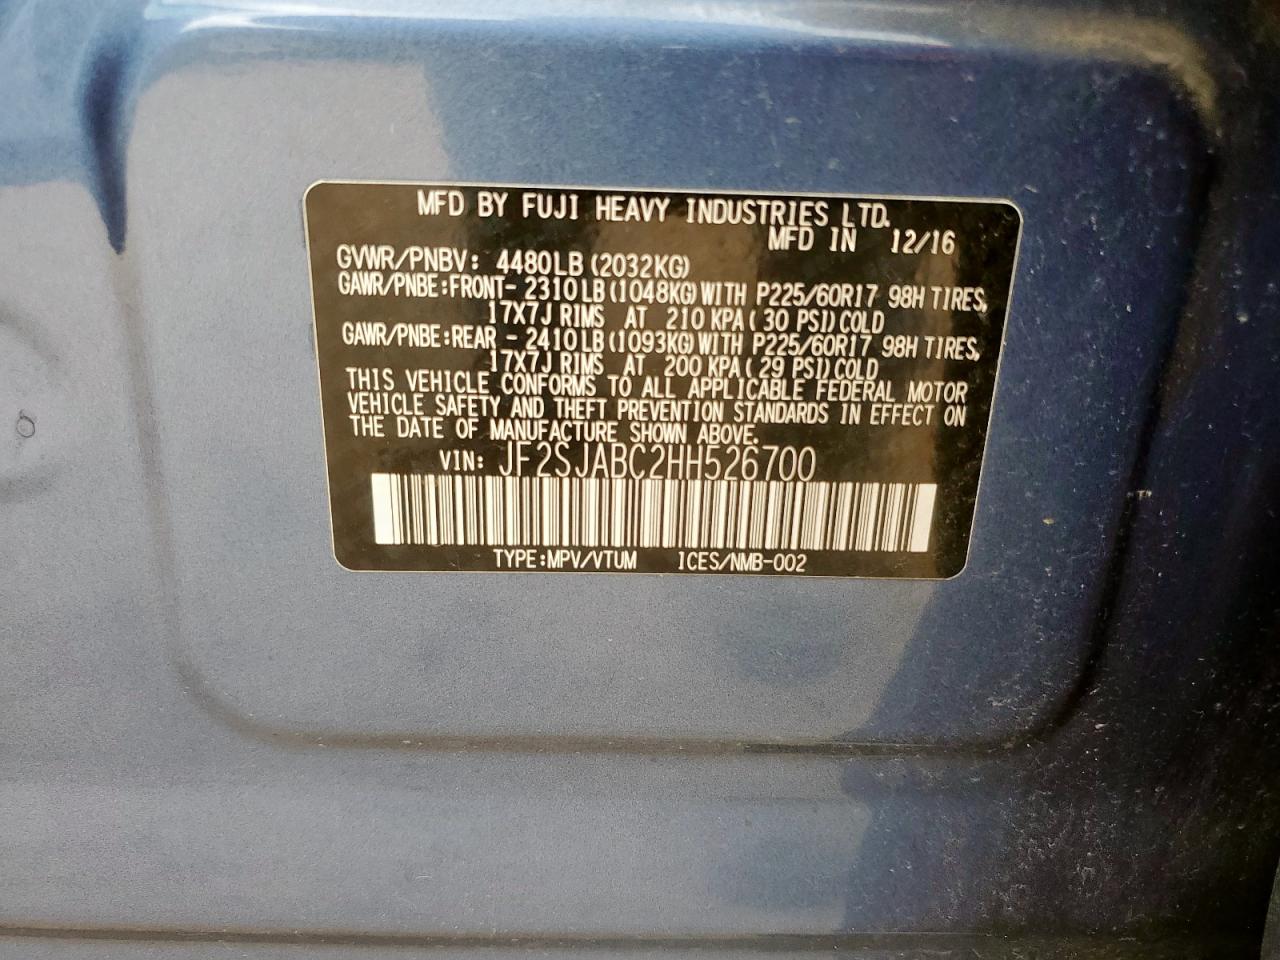 MFD BY FUJI HEAVY INDUSTRIES LTD.
MFD IN 12/16
GVWR/PNBV: 4480LB(2032KG)
GAWR/PNBE:FRONT- 2310LB(1048KG)WITH P225/60R17 98H TIRES,
17X7J RIMS AT 210 KPA(30 PSI)COLD
GAWR/PNBE:REAR - 2410LB(1093KG)WITH P225/60R17 98H TIRES,
17X7J RIMS AT 200 KPA(29 PSI)COLD
THIS VEHICLE CONFORMS TO ALL APPLICABLE FEDERAL MOTOR
VEHICLE SAFETY AND THEFT PREVENTION STANDARDS IN EFFECT ON
THE DATE OF MANUFACTURE SHOWN ABOVE.
VIN: JF2SJABC2HH526700
TYPE:MPV/VTUM ICES/NMB-002